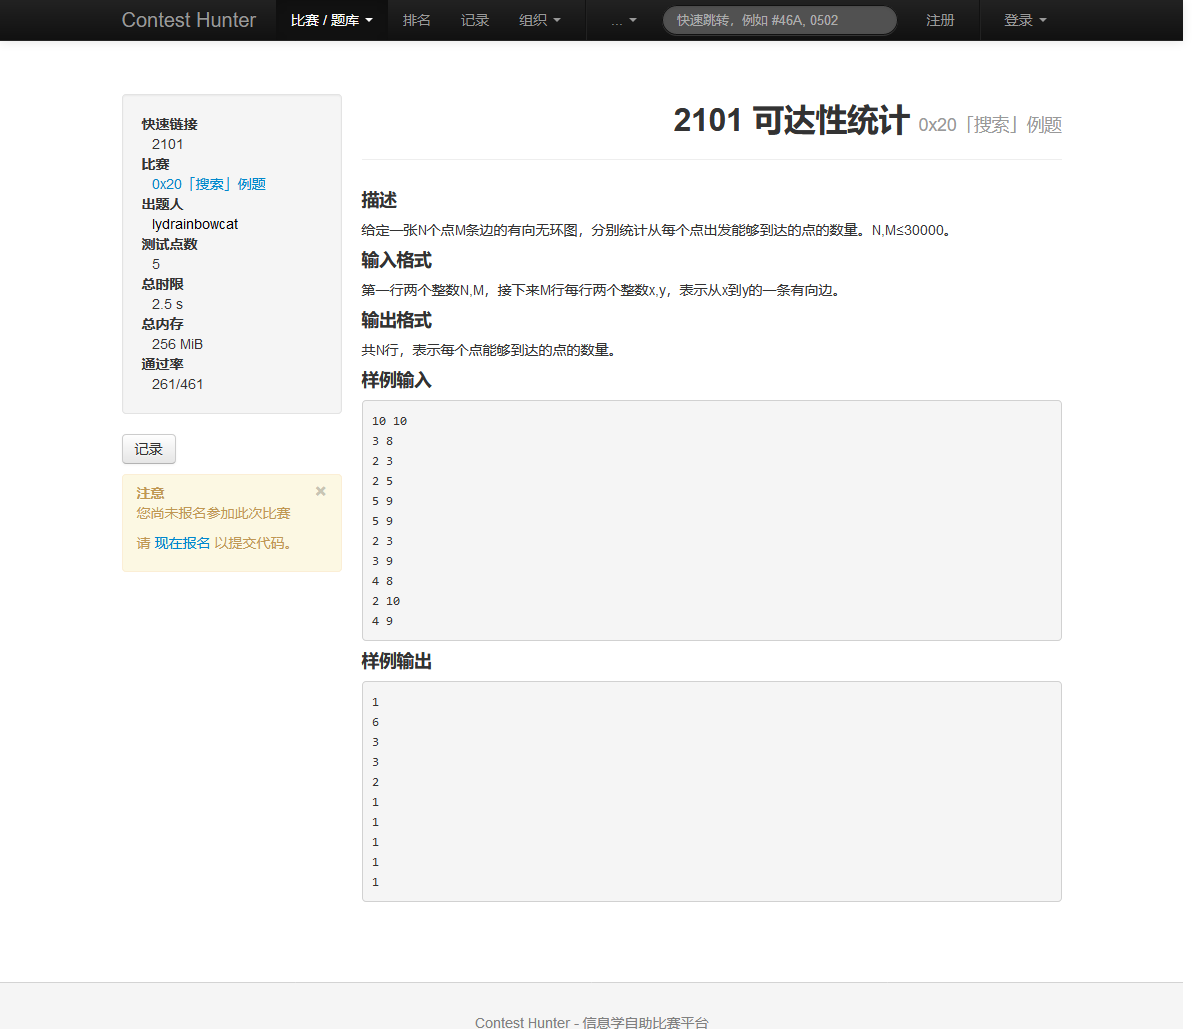 Contest Hunter 比赛 / 题库 排名 记录 组织 ... 快速跳转，例如 #46A, 0502 注册 登录
快速链接
2101
比赛
0x20「搜索」例题
出题人
lydrainbowcat
测试点数
5
总时限
2.5 s
总内存
256 MiB
通过率
261/461
记录
注意 ×
您尚未报名参加此次比赛
请 现在报名 以提交代码。
2101 可达性统计 0x20「搜索」例题
描述
给定一张N个点M条边的有向无环图，分别统计从每个点出发能够到达的点的数量。N,M≤30000。
输入格式
第一行两个整数N,M，接下来M行每行两个整数x,y，表示从x到y的一条有向边。
输出格式
共N行，表示每个点能够到达的点的数量。
样例输入
10 10
3 8
2 3
2 5
5 9
5 9
2 3
3 9
4 8
2 10
4 9
样例输出
1
6
3
3
2
1
1
1
1
1
Contest Hunter - 信息学自助比赛平台